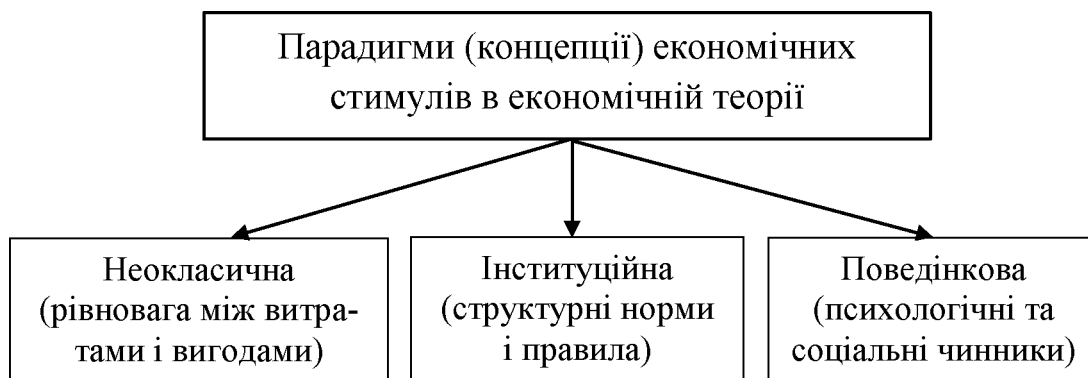 Парадигми (концепції) економічних
стимулів в економічній теорії
Неокласична
(рівновага між витра-
тами і вигодами)
Інституційна
(структурні норми
і правила)
Поведінкова
(психологічні та
соціальні чинники)